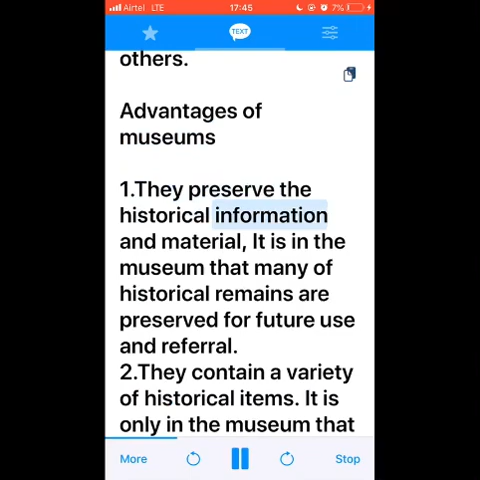 Airtel LTE 17:45 7%
TEXT
others.
Advantages of
museums
1.They preserve the
historical information
and material, It is in the
museum that many of
historical remains are
preserved for future use
and referral.
2.They contain a variety
of historical items. It is
only in the museum that
More Stop